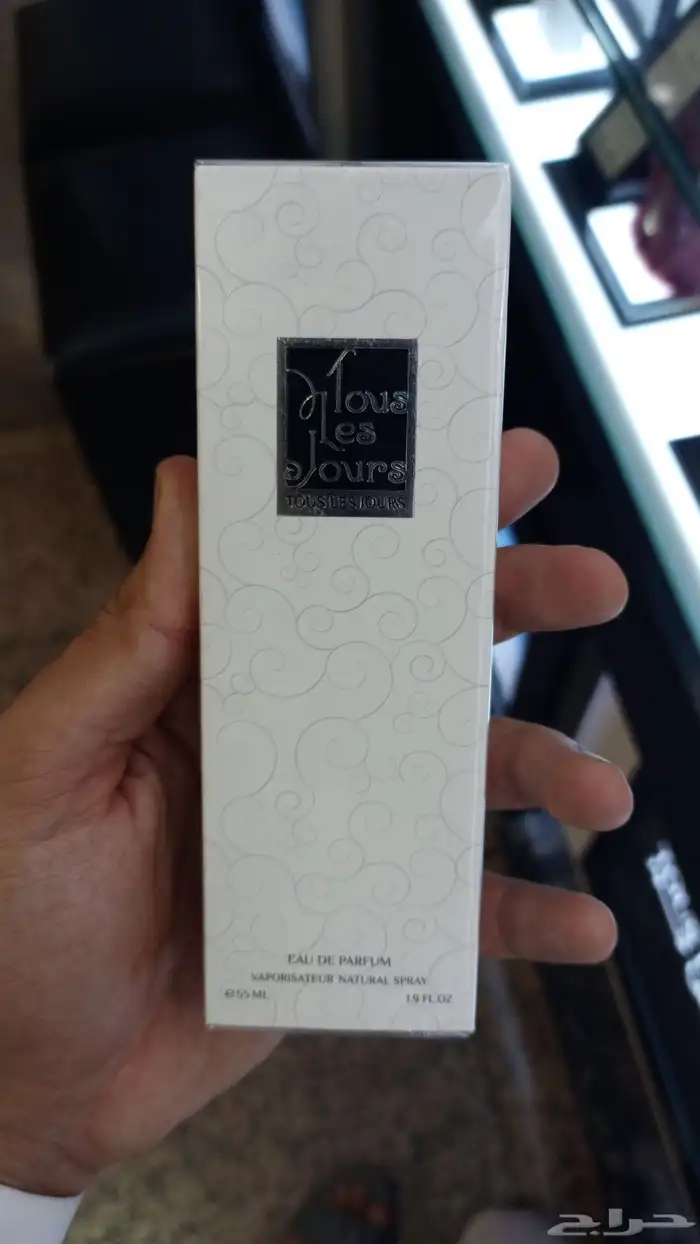 Tous
Les
Jours
TOUS LES JOURS
EAU DE PARFUM
VAPORISATEUR NATURAL SPRAY
℮55 ML 1.9 FL.OZ
حراج